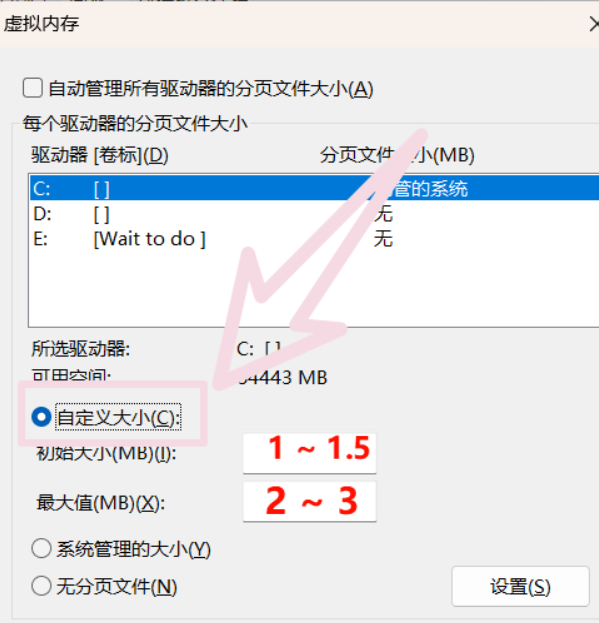 虚拟内存
自动管理所有驱动器的分页文件大小(A)
每个驱动器的分页文件大小
驱动器 [卷标](D) 分页文件 小(MB)
C: [ ] 管的系统
D: [ ] 无
E: [Wait to do ] 无
所选驱动器: C: [ ]
可用空间: 4443 MB
自定义大小(C):
初始大小(MB)(I): 1 ~ 1.5
最大值(MB)(X): 2 ~ 3
系统管理的大小(Y)
无分页文件(N)
设置(S)